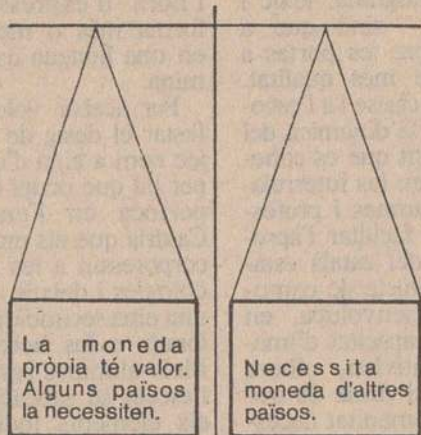 La moneda
pròpia té valor.
Alguns països
la necessiten.
Necessita
moneda d'altres
països.